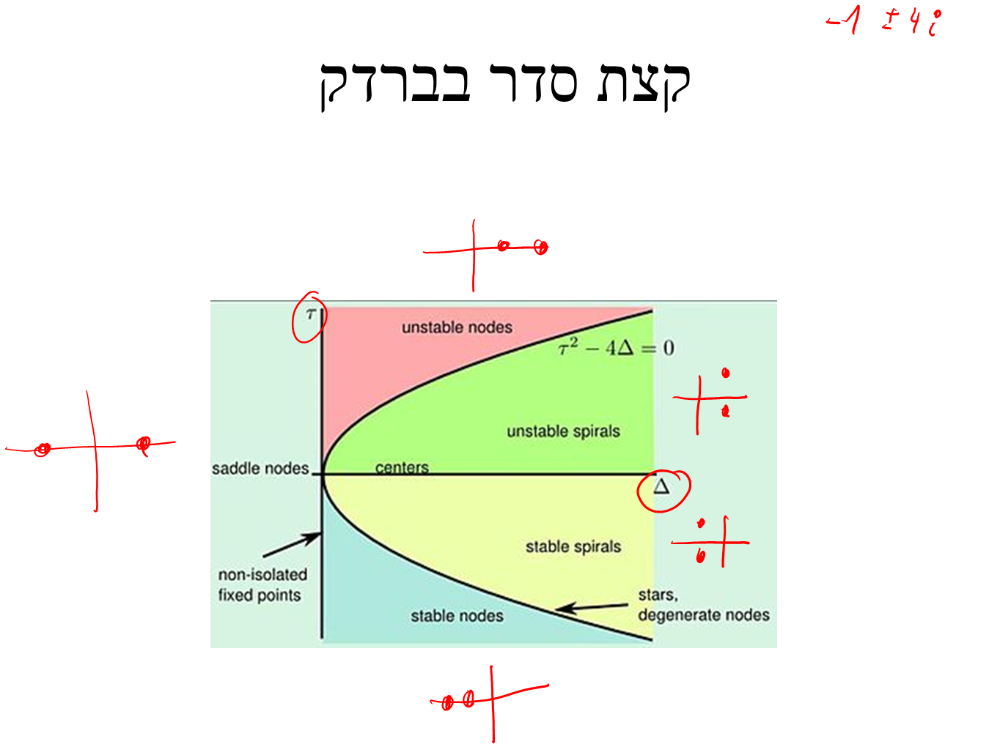 -1 ± 4i
קצת סדר בברדק
τ
unstable nodes
τ² − 4Δ = 0
unstable spirals
saddle nodes
centers
Δ
stable spirals
non-isolated
fixed points
stars,
degenerate nodes
stable nodes